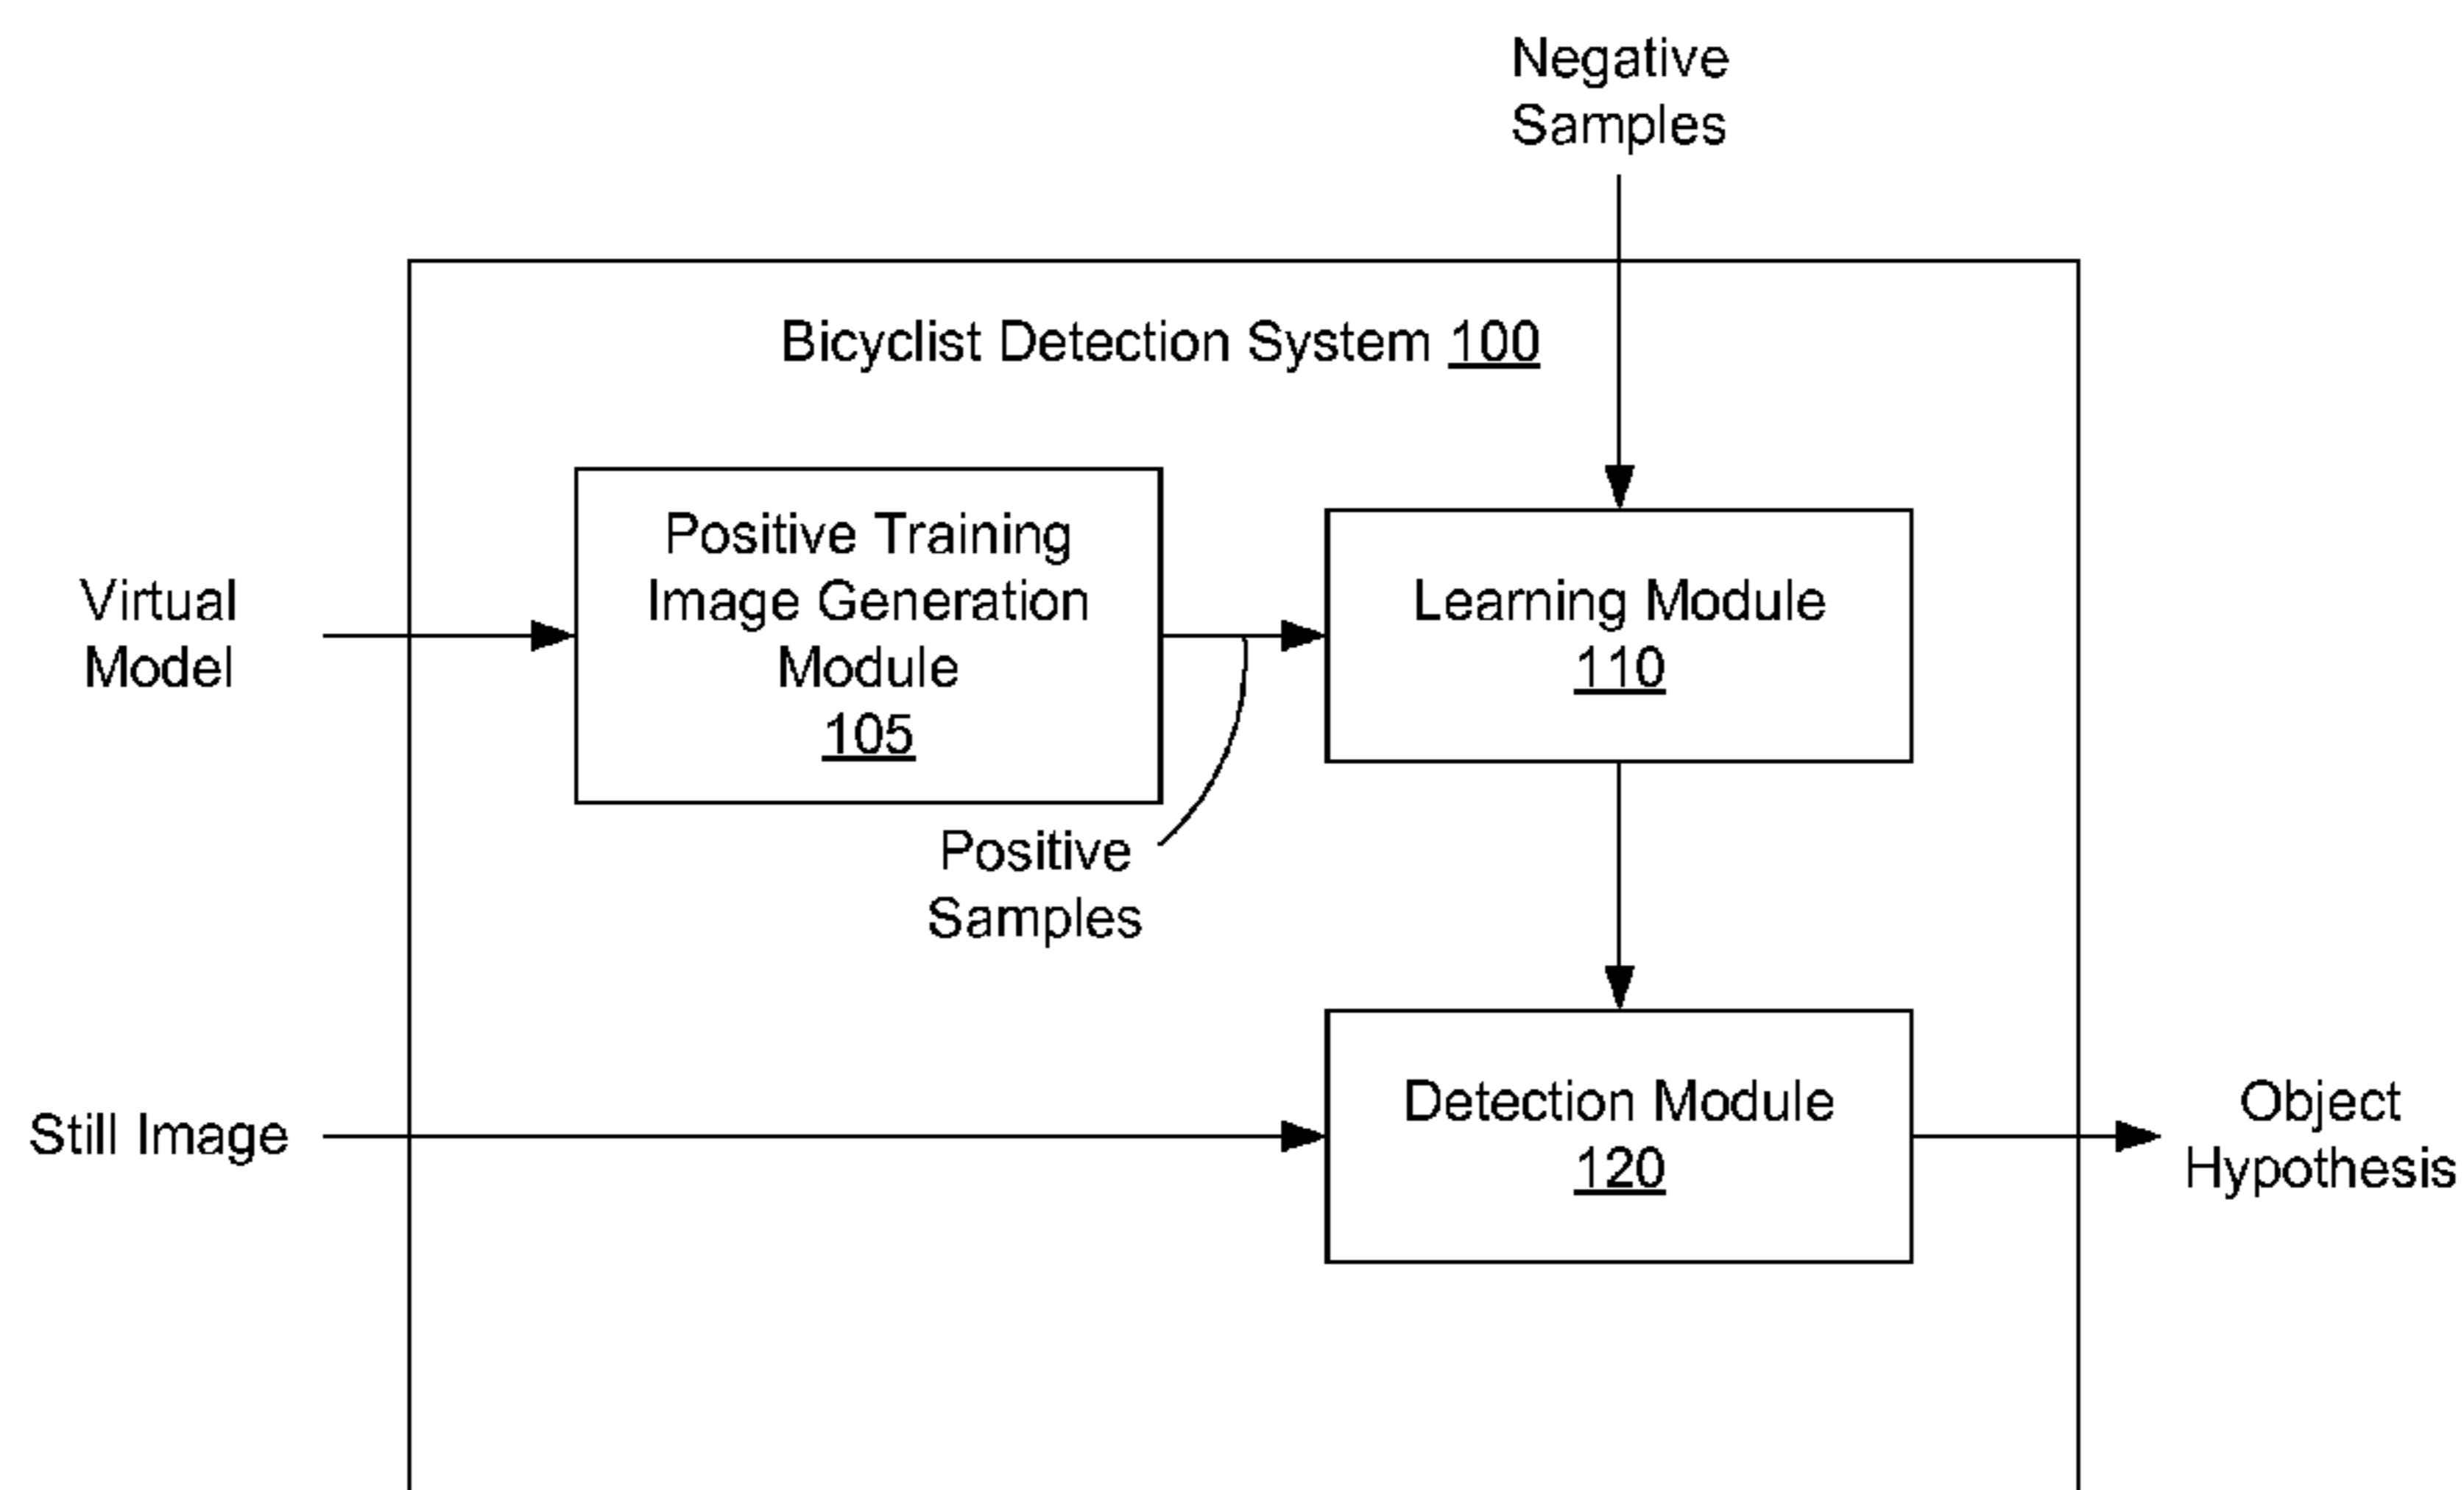 Negative
Samples
Bicyclist Detection System 100
Positive Training
Image Generation
Module
105
Virtual
Model
Learning Module
110
Positive
Samples
Still Image
Detection Module
120
Object
Hypothesis